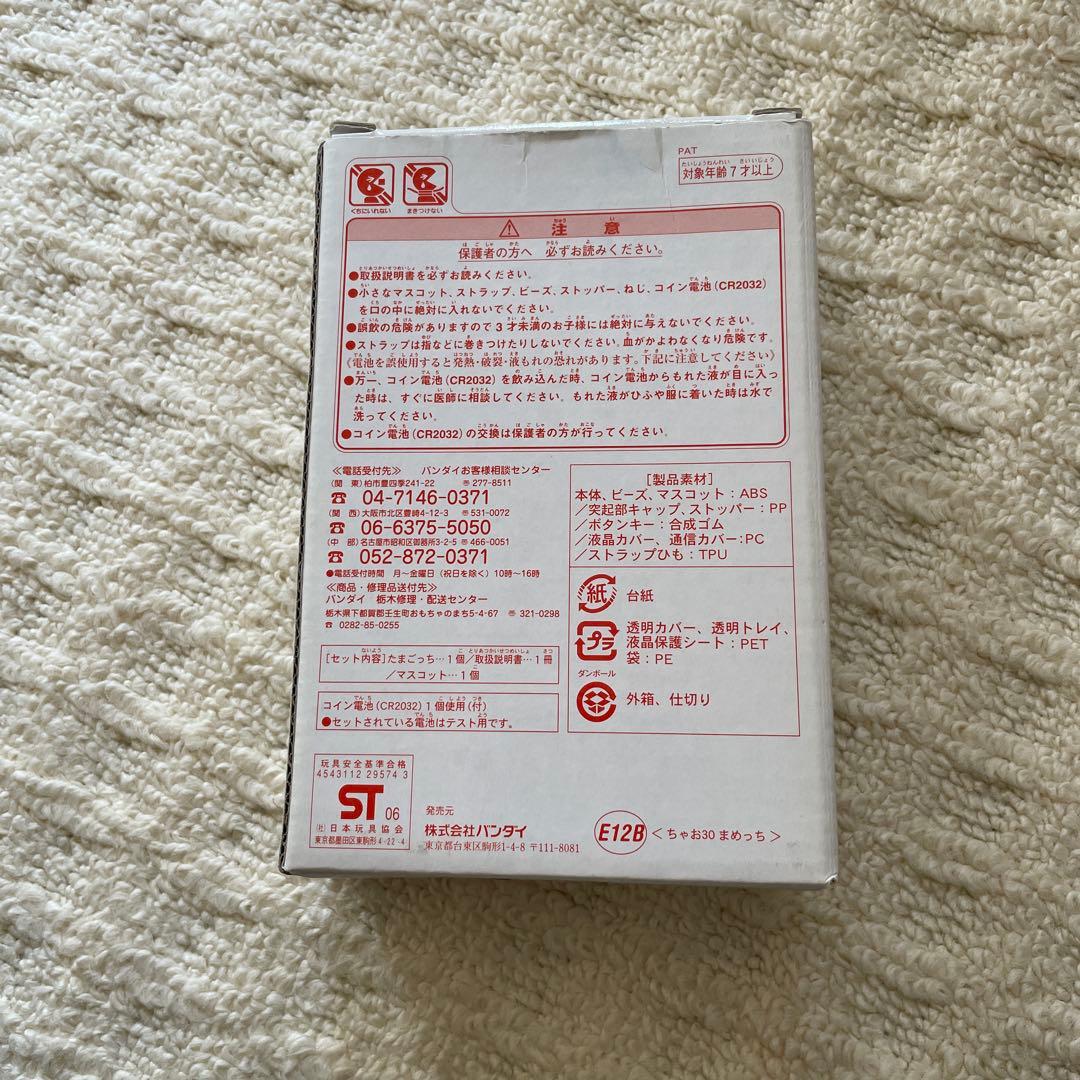 PAT
対象年齢7才以上
くちにいれない
まきつけない
注意
保護者の方へ 必ずお読みください。
●取扱説明書を必ずお読みください。
●小さなマスコット、ストラップ、ビーズ、ストッパー、ねじ、コイン電池(CR2032)
を口の中に絶対に入れないでください。
●誤飲の危険がありますので3才未満のお子様には絶対に与えないでください。
●ストラップは指などに巻きつけたりしないでください。血がかよわなくなり危険です。
《電池を誤使用すると発熱・破裂・液もれの恐れがあります。下記に注意してください》
●万一、コイン電池(CR2032)を飲み込んだ時、コイン電池からもれた液が目に入っ
た時は、すぐに医師に相談してください。もれた液がひふや服に着いた時は水で
洗ってください。
●コイン電池(CR2032)の交換は保護者の方が行ってください。
≪電話受付先≫ バンダイお客様相談センター
(関 東)柏市豊四季241-22 〠277-8511
☎ 04-7146-0371
(関 西)大阪市北区豊崎4-12-3 〠531-0072
☎ 06-6375-5050
(中 部)名古屋市昭和区御器所3-2-5 〠466-0051
☎ 052-872-0371
●電話受付時間 月～金曜日(祝日を除く)10時～16時
≪商品・修理品送付先≫
バンダイ 栃木修理・配送センター
栃木県下都賀郡壬生町おもちゃのまち5-4-67 〠321-0298
☎ 0282-85-0255
[セット内容]たまごっち…1個／取扱説明書…1冊
／マスコット…1個
コイン電池(CR2032)1個使用(付)
●セットされている電池はテスト用です。
[製品素材]
本体、ビーズ、マスコット：ABS
／突起部キャップ、ストッパー：PP
／ボタンキー：合成ゴム
／液晶カバー、通信カバー：PC
／ストラップひも：TPU
紙 台紙
プラ 透明カバー、透明トレイ、
液晶保護シート：PET
袋：PE
ダンボール
外箱、仕切り
玩具安全基準合格
4543112 29574 3
ST 06
(社)日本玩具協会
東京都墨田区東駒形4-22-4
発売元
株式会社バンダイ
東京都台東区駒形1-4-8 〒111-8081
E12B
＜ちゃお30 まめっち＞